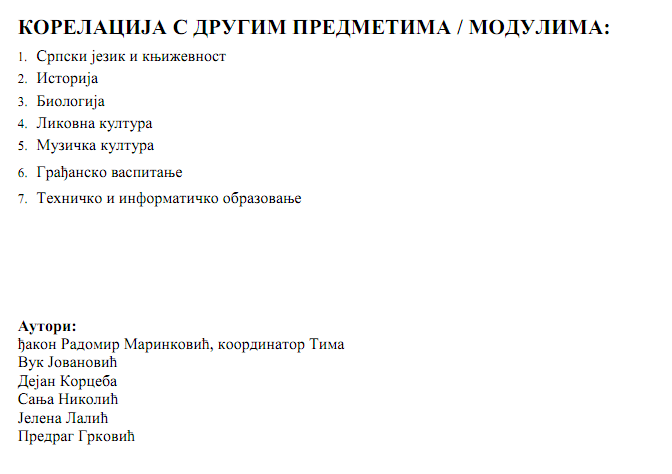 КОРЕЛАЦИЈА С ДРУГИМ ПРЕДМЕТИМА / МОДУЛИМА:
1. Српски језик и књижевност
2. Историја
3. Биологија
4. Ликовна култура
5. Музичка култура
6. Грађанско васпитање
7. Техничко и информатичко образовање
Аутори:
ђакон Радомир Маринковић, координатор Тима
Вук Јовановић
Дејан Корцеба
Сања Николић
Јелена Лалић
Предраг Грковић